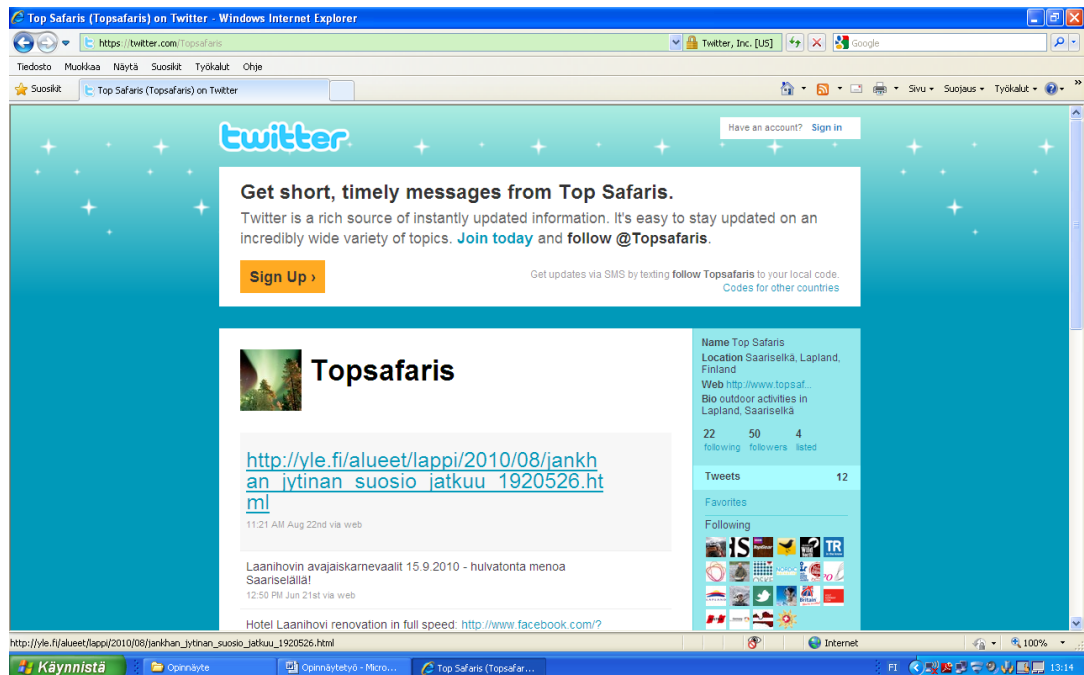 Top Safaris (Topsafaris) on Twitter - Windows Internet Explorer
https://twitter.com/Topsafaris
Twitter, Inc. [US]
Google
Tiedosto Muokkaa Näytä Suosikit Työkalut Ohje
Suosikit
Top Safaris (Topsafaris) on Twitter
Sivu
Suojaus
Työkalut
twitter
Have an account? Sign in
Get short, timely messages from Top Safaris.
Twitter is a rich source of instantly updated information. It's easy to stay updated on an
incredibly wide variety of topics. Join today and follow @Topsafaris.
Sign Up ›
Get updates via SMS by texting follow Topsafaris to your local code.
Codes for other countries
Topsafaris
http://yle.fi/alueet/lappi/2010/08/jankh
an_jytinan_suosio_jatkuu_1920526.ht
ml
11:21 AM Aug 22nd via web
Laanihovin avajaiskarnevaalit 15.9.2010 - hulvatonta menoa
Saariselällä!
12:50 PM Jun 21st via web
Hotel Laanihovi renovation in full speed: http://www.facebook.com/?
Name Top Safaris
Location Saariselkä, Lapland,
Finland
Web http://www.topsaf...
Bio outdoor activities in
Lapland, Saariselkä
22 50 4
following followers listed
Tweets 12
Favorites
Following
TR
http://yle.fi/alueet/lappi/2010/08/jankhan_jytinan_suosio_jatkuu_1920526.html
Internet
100%
Käynnistä
Opinnäyte
Opinnäytetyö - Micro...
Top Safaris (Topsafar...
FI
13:14